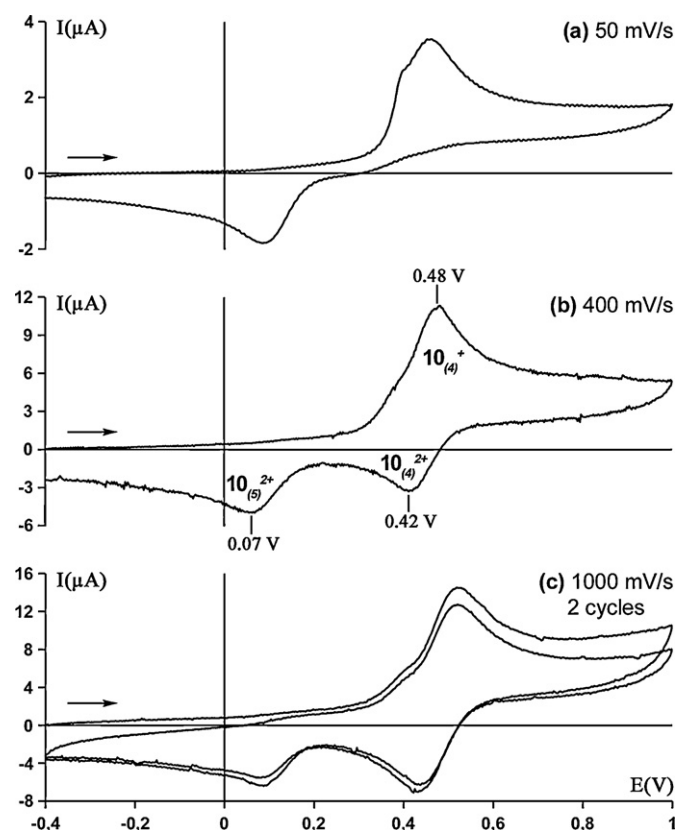 I(µA)
(a) 50 mV/s
4
2
0
-2
I(µA)
(b) 400 mV/s
0.48 V
12
9
6
3
0
-3
-6
10(4)+
10(5)2+
10(4)2+
0.07 V
0.42 V
I(µA)
(c) 1000 mV/s
2 cycles
16
12
8
4
0
-4
-8
E(V)
-0,4
-0,2
0
0,2
0,4
0,6
0,8
1